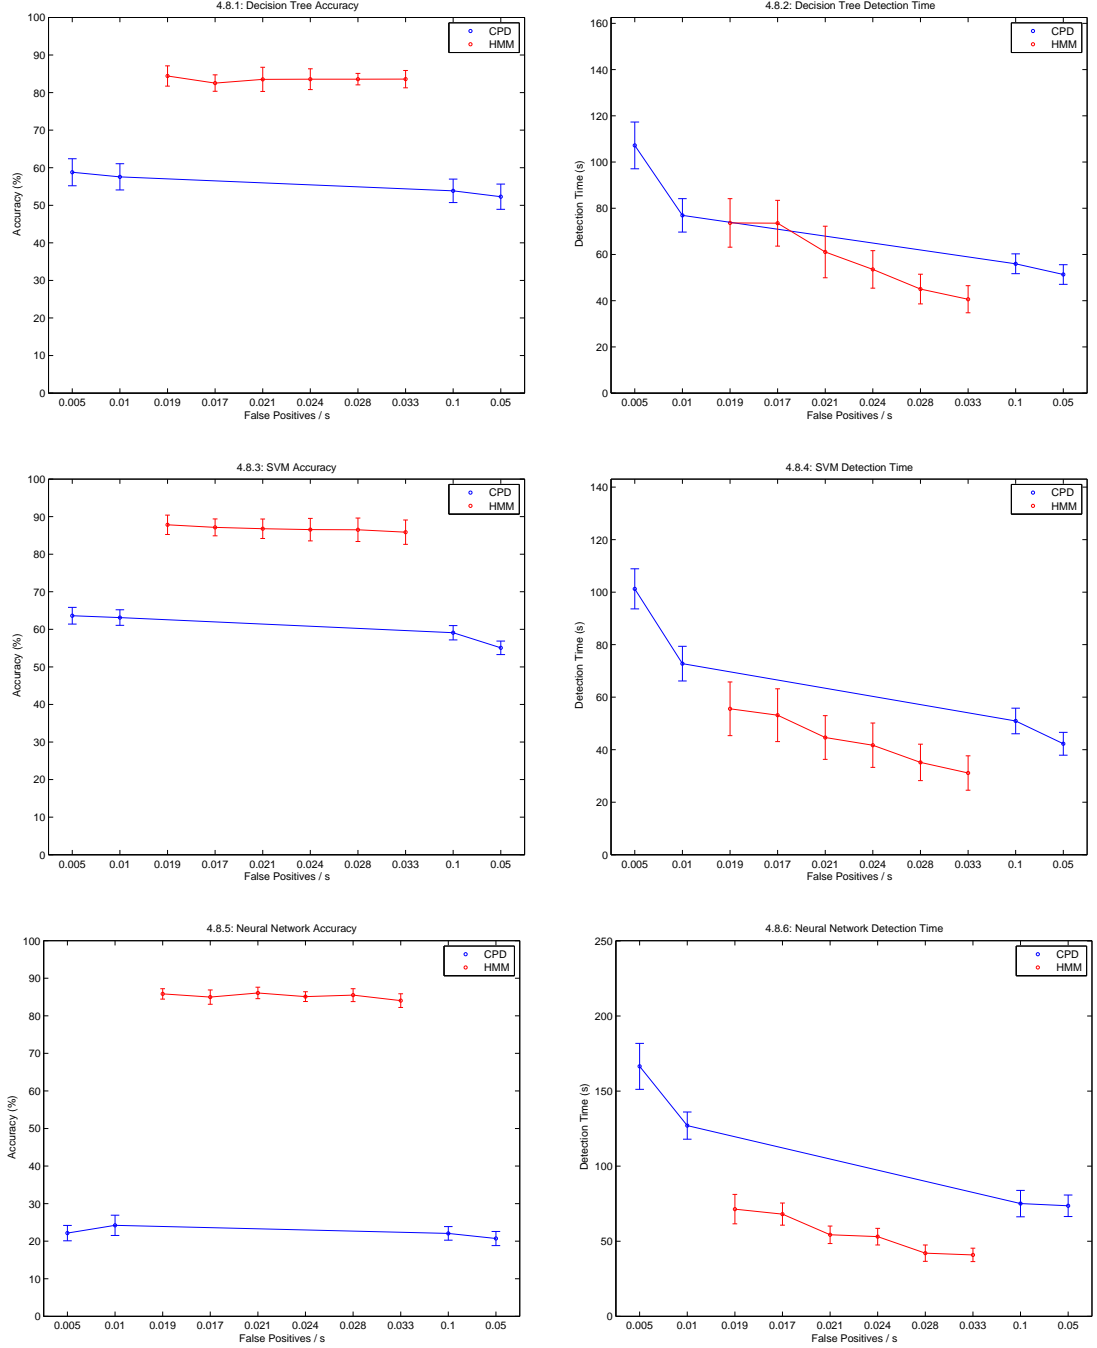 4.8.1: Decision Tree Accuracy
100
90
80
70
60
50
40
30
20
10
0
Accuracy (%)
CPD
HMM
0.005 0.01 0.019 0.017 0.021 0.024 0.028 0.033 0.1 0.05
False Positives / s
4.8.2: Decision Tree Detection Time
160
140
120
100
80
60
40
20
0
Detection Time (s)
CPD
HMM
0.005 0.01 0.019 0.017 0.021 0.024 0.028 0.033 0.1 0.05
False Positives / s
4.8.3: SVM Accuracy
100
90
80
70
60
50
40
30
20
10
0
Accuracy (%)
CPD
HMM
0.005 0.01 0.019 0.017 0.021 0.024 0.028 0.033 0.1 0.05
False Positives / s
4.8.4: SVM Detection Time
140
120
100
80
60
40
20
0
Detection Time (s)
CPD
HMM
0.005 0.01 0.019 0.017 0.021 0.024 0.028 0.033 0.1 0.05
False Positives / s
4.8.5: Neural Network Accuracy
100
90
80
70
60
50
40
30
20
10
0
Accuracy (%)
CPD
HMM
0.005 0.01 0.019 0.017 0.021 0.024 0.028 0.033 0.1 0.05
False Positives / s
4.8.6: Neural Network Detection Time
250
200
150
100
50
0
Detection Time (s)
CPD
HMM
0.005 0.01 0.019 0.017 0.021 0.024 0.028 0.033 0.1 0.05
False Positives / s